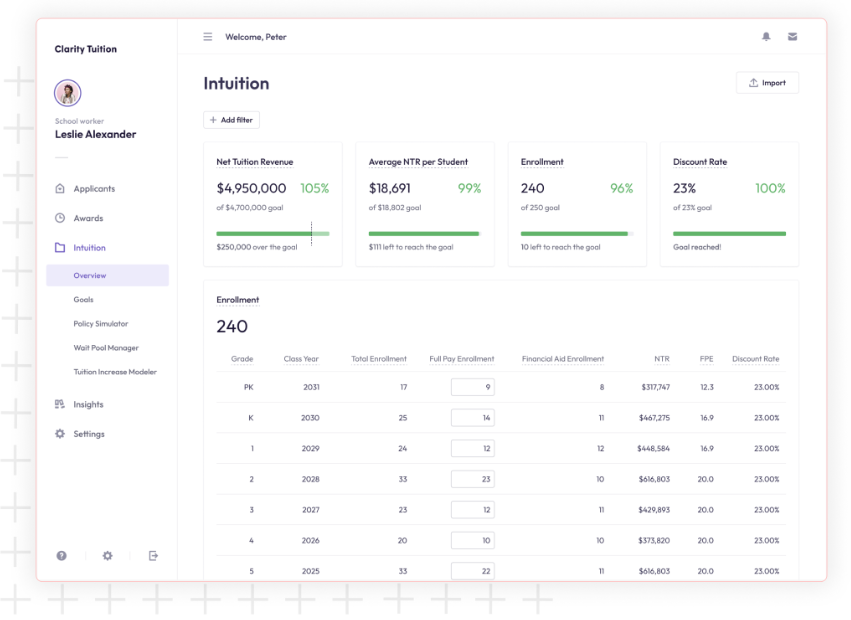 Clarity Tuition
Welcome, Peter
School worker
Leslie Alexander
Applicants
Awards
Intuition
Overview
Goals
Policy Simulator
Wait Pool Manager
Tuition Increase Modeler
Insights
Settings
Intuition
Import
+ Add filter
Net Tuition Revenue
$4,950,000 105%
of $4,700,000 goal
$250,000 over the goal
Average NTR per Student
$18,691 99%
of $18,802 goal
$111 left to reach the goal
Enrollment
240 96%
of 250 goal
10 left to reach the goal
Discount Rate
23% 100%
of 23% goal
Goal reached!
Enrollment
240
Grade Class Year Total Enrollment Full Pay Enrollment Financial Aid Enrollment NTR FPE Discount Rate
PK 2031 17 9 8 $317,747 12.3 23.00%
K 2030 25 14 11 $467,275 16.9 23.00%
1 2029 24 12 12 $448,584 16.9 23.00%
2 2028 33 23 10 $616,803 20.0 23.00%
3 2027 23 12 11 $429,893 20.0 23.00%
4 2026 20 10 10 $373,820 20.0 23.00%
5 2025 33 22 11 $616,803 20.0 23.00%